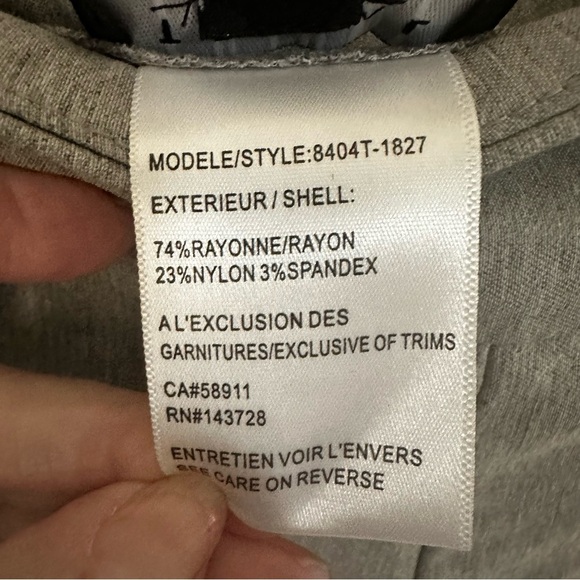 MODELE/STYLE:8404T-1827
EXTERIEUR / SHELL:
74%RAYONNE/RAYON
23%NYLON 3%SPANDEX
A L'EXCLUSION DES
GARNITURES/EXCLUSIVE OF TRIMS
CA#58911
RN#143728
ENTRETIEN VOIR L'ENVERS
SEE CARE ON REVERSE